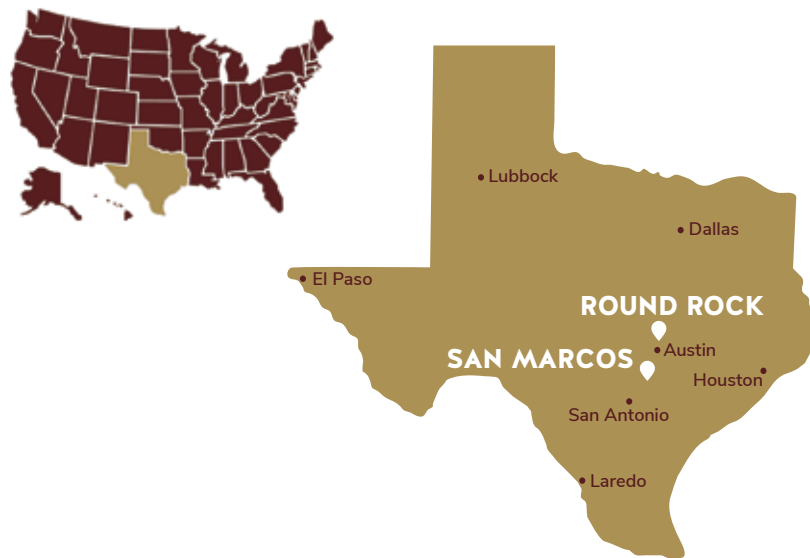 Lubbock
Dallas
El Paso
ROUND ROCK
Austin
SAN MARCOS
Houston
San Antonio
Laredo